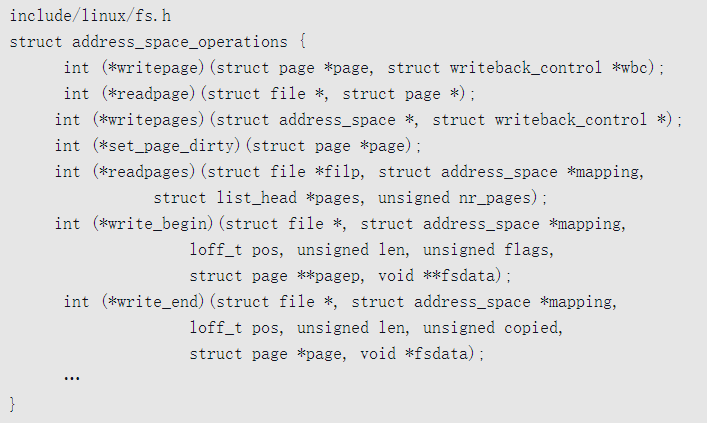 include/linux/fs.h
struct address_space_operations {
int (*writepage)(struct page *page, struct writeback_control *wbc);
int (*readpage)(struct file *, struct page *);
int (*writepages)(struct address_space *, struct writeback_control *);
int (*set_page_dirty)(struct page *page);
int (*readpages)(struct file *filp, struct address_space *mapping,
struct list_head *pages, unsigned nr_pages);
int (*write_begin)(struct file *, struct address_space *mapping,
loff_t pos, unsigned len, unsigned flags,
struct page **pagep, void **fsdata);
int (*write_end)(struct file *, struct address_space *mapping,
loff_t pos, unsigned len, unsigned copied,
struct page *page, void *fsdata);
…
}